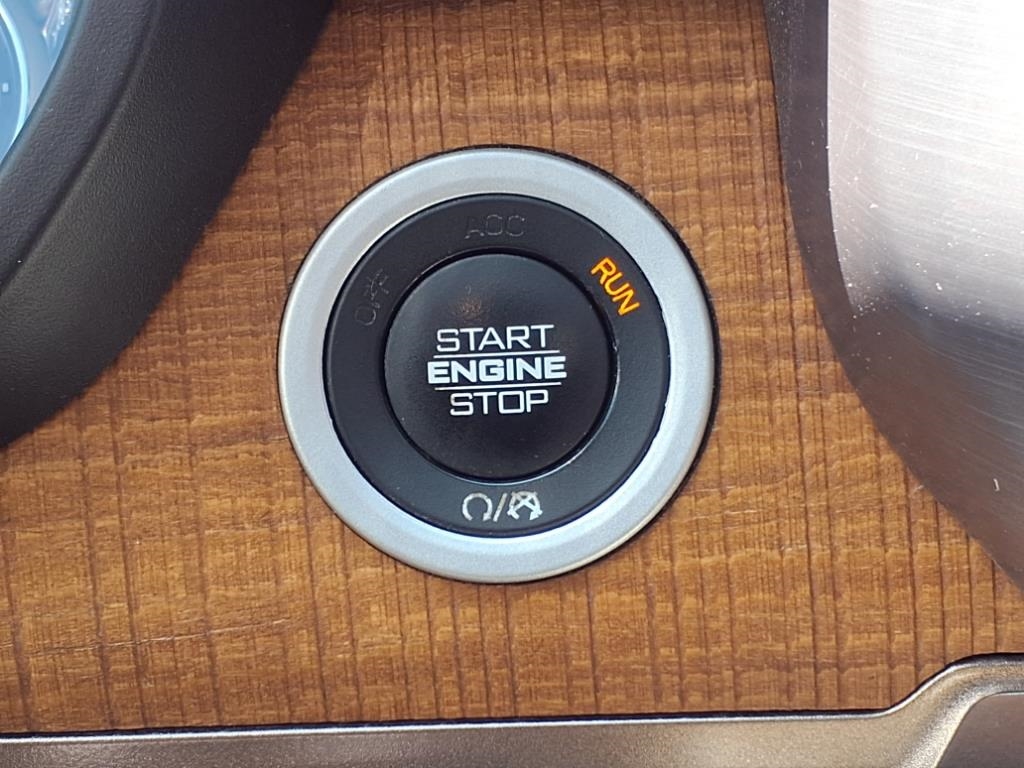 ACC
OFF
RUN
START
ENGINE
STOP